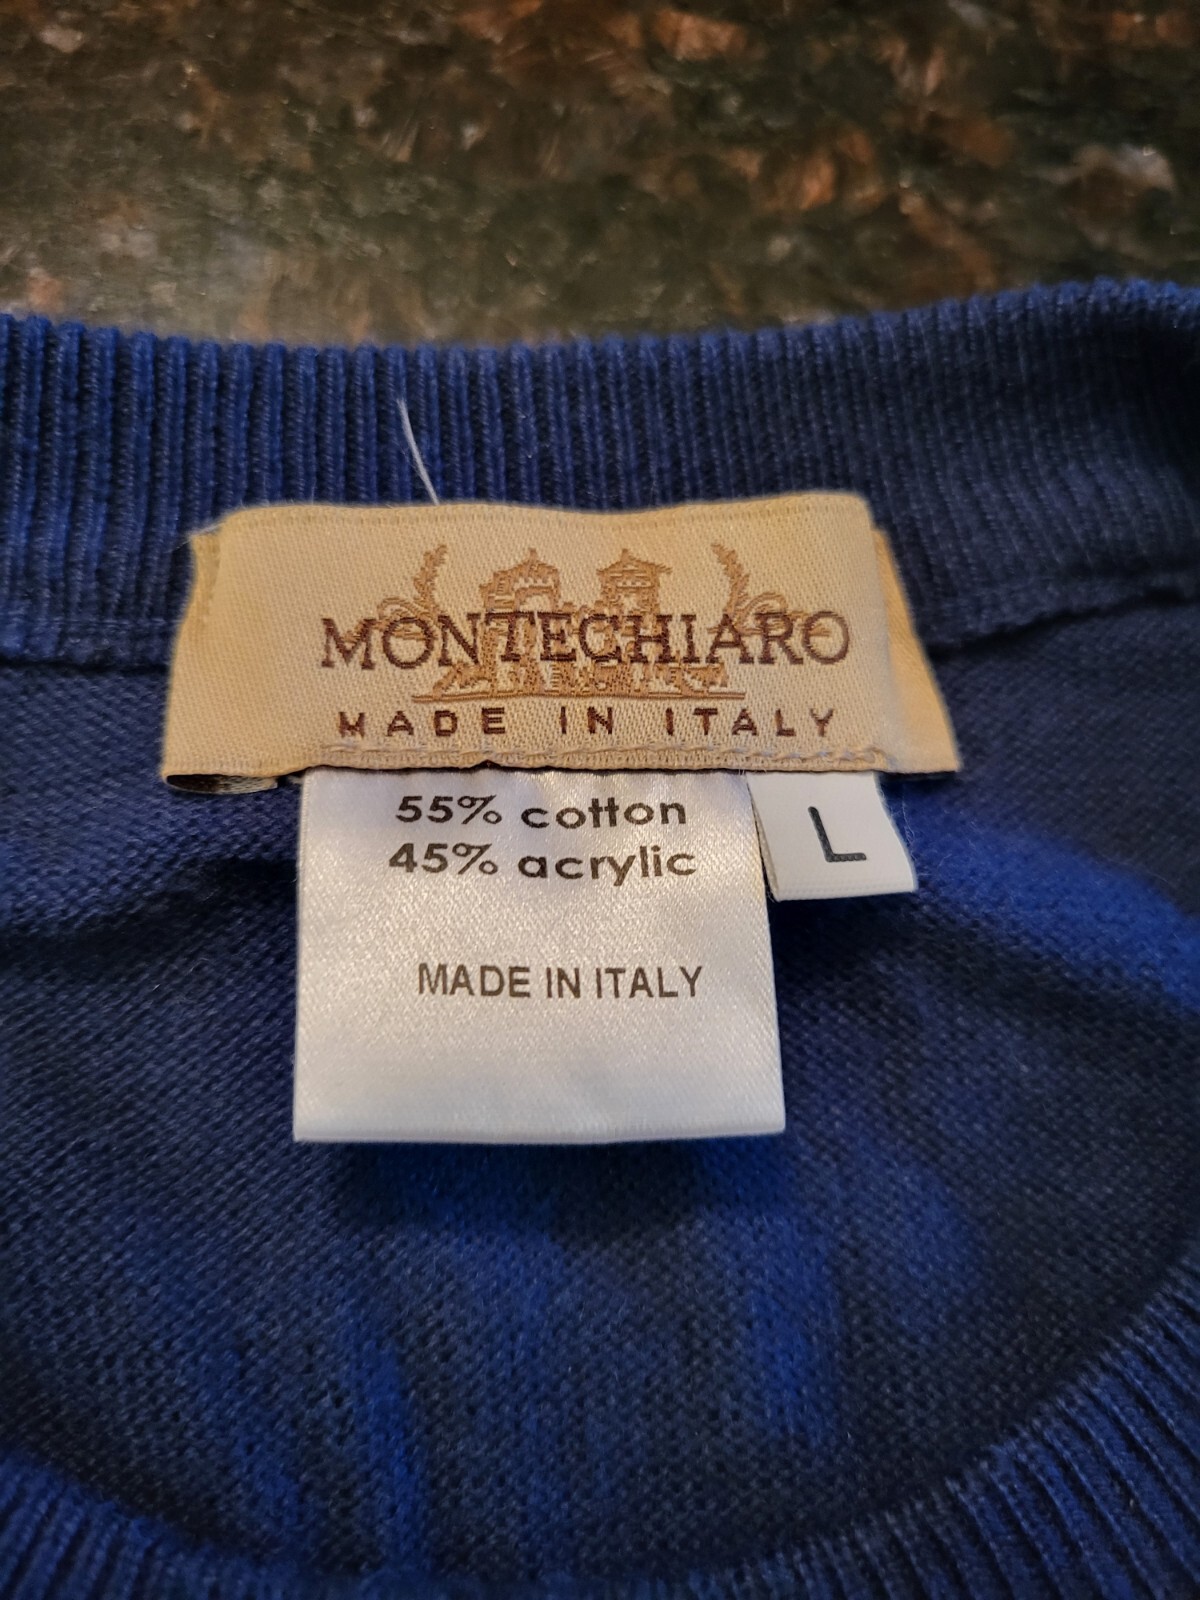 MONTECHIARO
MADE IN ITALY
55% cotton
45% acrylic
L
MADE IN ITALY